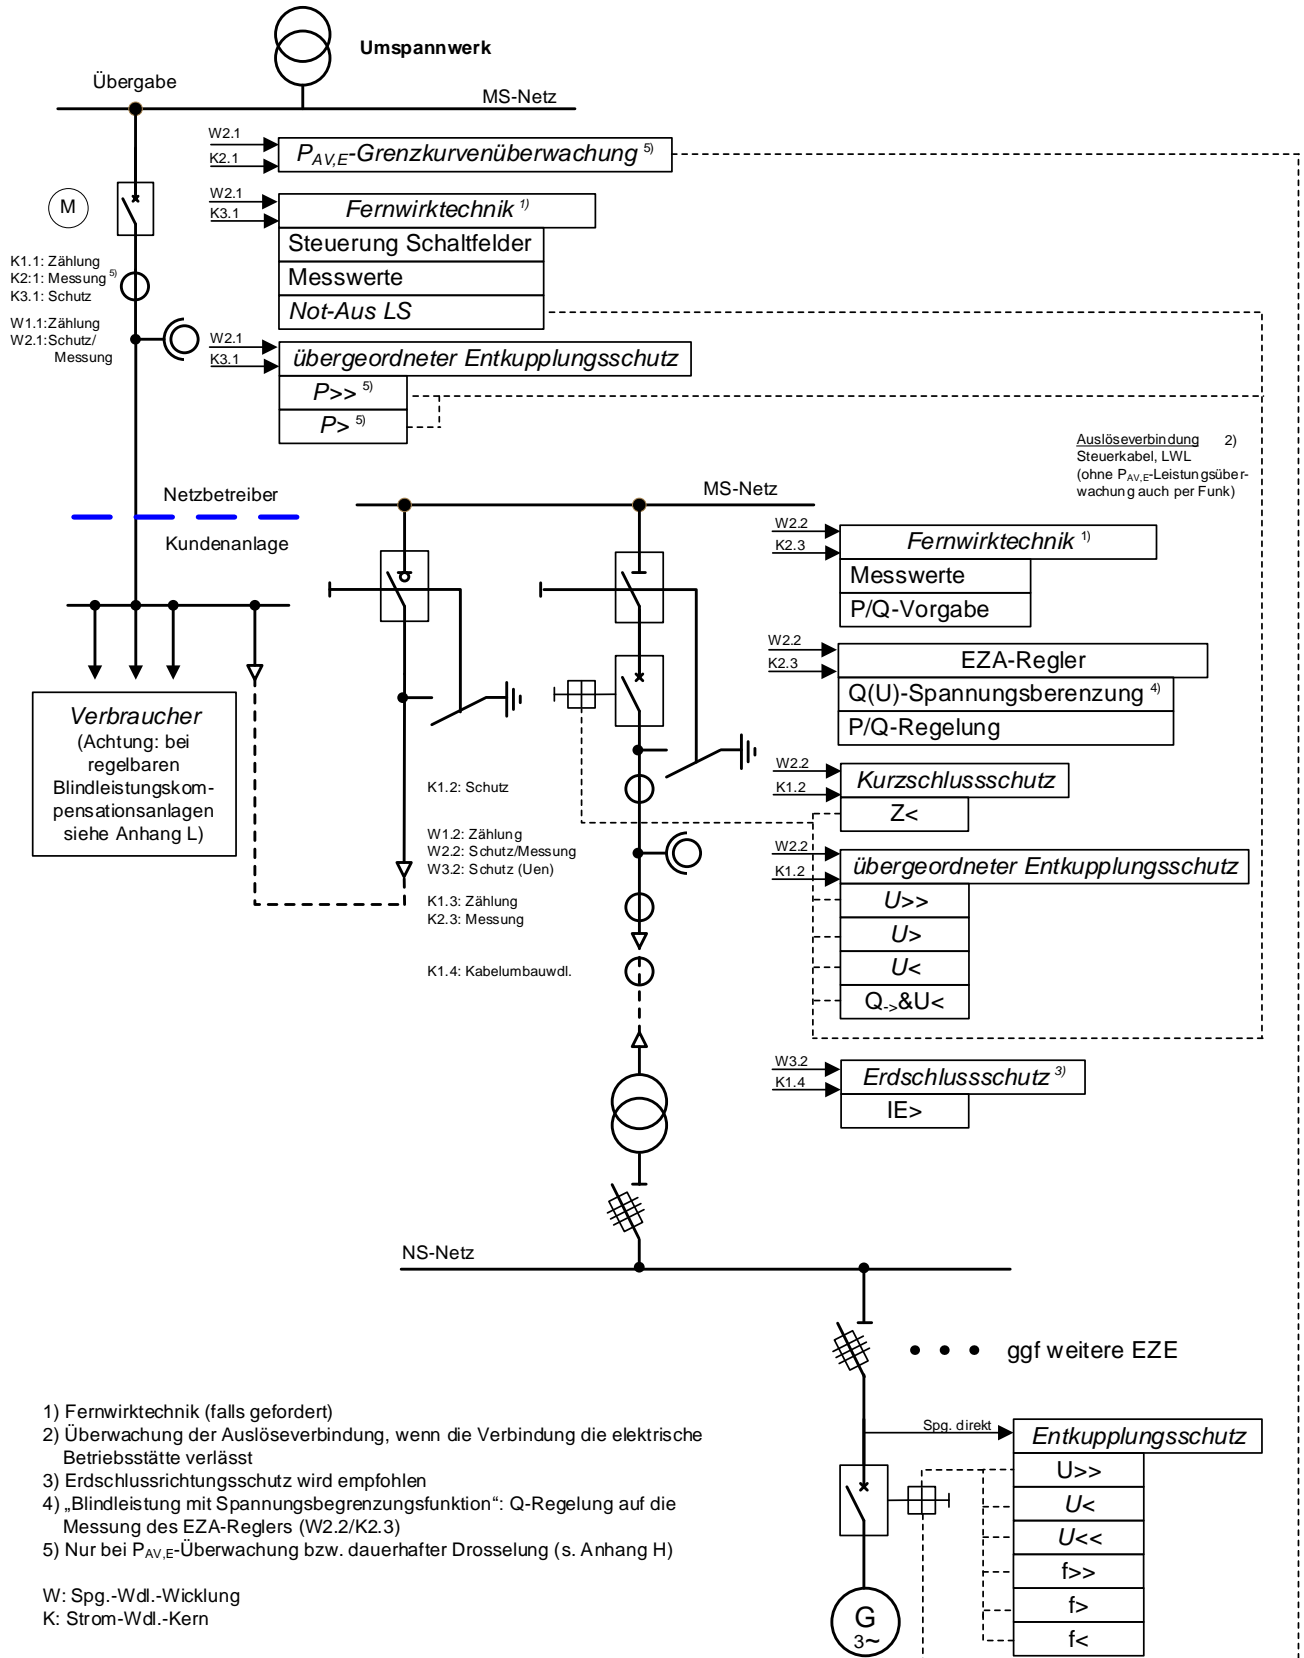 Umspannwerk
Übergabe
MS-Netz
W2.1
K2.1
P_AV,E-Grenzkurvenüberwachung 5)
M
W2.1
K3.1
Fernwirktechnik 1)
Steuerung Schaltfelder
Messwerte
Not-Aus LS
K1.1: Zählung
K2:1: Messung 5)
K3.1: Schutz
W1.1:Zählung
W2.1:Schutz/
Messung
W2.1
K3.1
übergeordneter Entkupplungsschutz
P>> 5)
P> 5)
Auslöseverbindung 2)
Steuerkabel, LWL
(ohne P_AV,E-Leistungsüber-
wachung auch per Funk)
Netzbetreiber
Kundenanlage
MS-Netz
W2.2
K2.3
Fernwirktechnik 1)
Messwerte
P/Q-Vorgabe
W2.2
K2.3
EZA-Regler
Q(U)-Spannungsberenzung 4)
P/Q-Regelung
Verbraucher
(Achtung: bei
regelbaren
Blindleistungskom-
pensationsanlagen
siehe Anhang L)
K1.2: Schutz
W1.2: Zählung
W2.2: Schutz/Messung
W3.2: Schutz (Uen)
K1.3: Zählung
K2.3: Messung
K1.4: Kabelumbauwdl.
W2.2
K1.2
Kurzschlussschutz
Z<
W2.2
K1.2
übergeordneter Entkupplungsschutz
U>>
U>
U<
Q->&U<
W3.2
K1.4
Erdschlussschutz 3)
IE>
NS-Netz
ggf weitere EZE
Spg. direkt
Entkupplungsschutz
U>>
U<
U<<
f>>
f>
f<
G
3~
1) Fernwirktechnik (falls gefordert)
2) Überwachung der Auslöseverbindung, wenn die Verbindung die elektrische
Betriebsstätte verlässt
3) Erdschlussrichtungsschutz wird empfohlen
4) „Blindleistung mit Spannungsbegrenzungsfunktion“: Q-Regelung auf die
Messung des EZA-Reglers (W2.2/K2.3)
5) Nur bei P_AV,E-Überwachung bzw. dauerhafter Drosselung (s. Anhang H)
W: Spg.-Wdl.-Wicklung
K: Strom-Wdl.-Kern